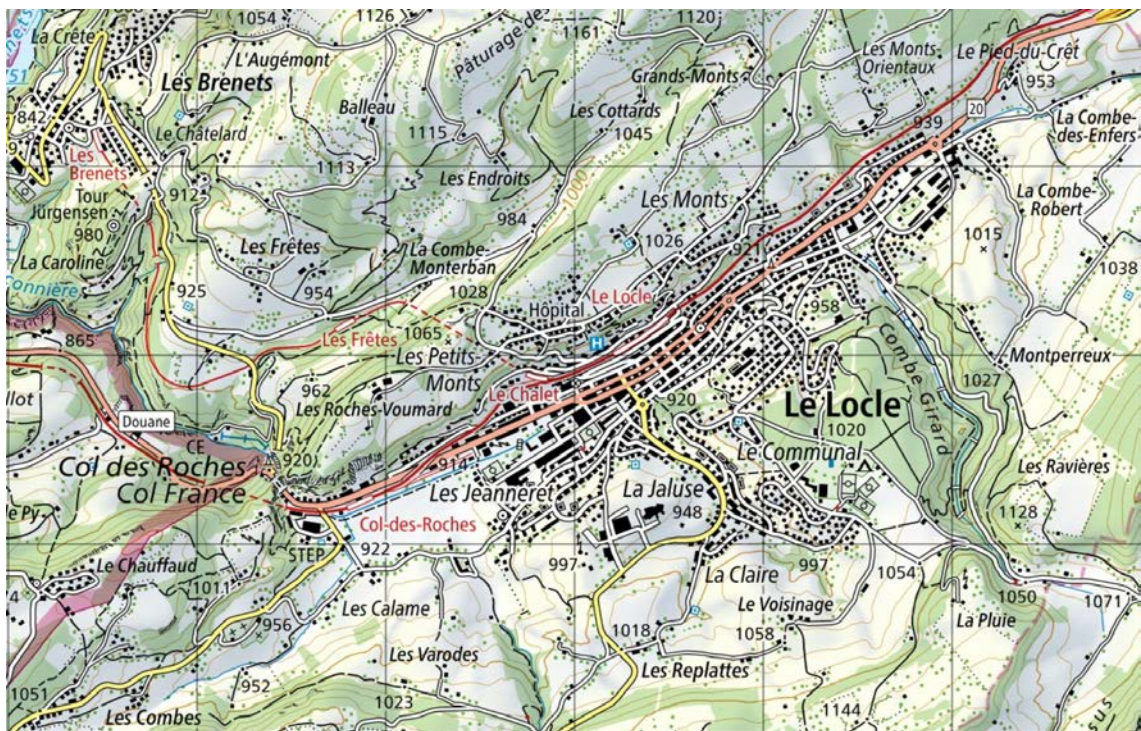 La Crête
1054
1126
1120
L'Augémont
1161
Pâturage des
Les Monts-
Orientaux
Le Pied-du-Crêt
953
Les Brenets
Balleau
Grands-Monts
Les Cottards
1045
20
842
Le Châtelard
1115
939
La Combe-
des-Enfers
Les
Brenets
1113
Les Endroits
1000
912
Tour
Jürgensen
980
984
Les Monts
La Combe-
Robert
1015
La Caroline
Les Frêtes
La Combe-
Monterban
1026
921
1038
925
954
1028
Hôpital
Le Locle
958
865
Les Frêtes
1065
H
Combe Girard
Les Petits-
Monts
Montperreux
962
Le Chalet
1027
Les Roches-Voumard
920
Le Locle
Douane
1020
CE
Col des Roches
920
914
Le Communal
Col France
Les Jeanneret
La Jaluse
948
Les Ravières
1128
Col-des-Roches
STEP
922
997
997
Le Chauffaud
1011
La Claire
1054
1050
1071
Les Calame
Le Voisinage
956
1018
1058
La Pluie
Les Varodes
Les Replattes
1051
952
Les Combes
1023
1144